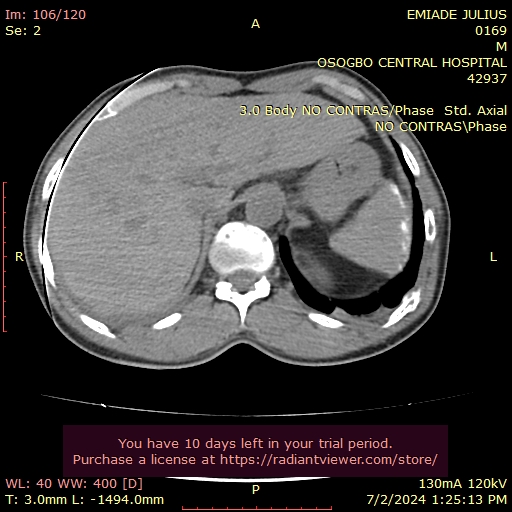 Im: 106/120
Se: 2
A
EMIADE JULIUS
0169
M
OSOGBO CENTRAL HOSPITAL
42937
3.0 Body NO CONTRAS/Phase Std. Axial
NO CONTRAS\Phase
R
L
You have 10 days left in your trial period.
Purchase a license at https://radiantviewer.com/store/
WL: 40 WW: 400 [D]
T: 3.0mm L: -1494.0mm
P
130mA 120kV
7/2/2024 1:25:13 PM